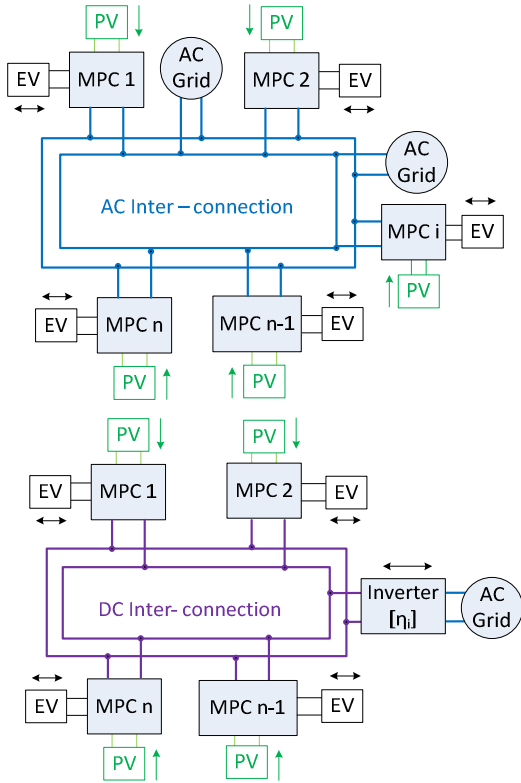 PV
PV
EV
MPC 1
AC
Grid
MPC 2
EV
AC
Grid
AC Inter – connection
MPC i
EV
PV
EV
MPC n
MPC n-1
EV
PV
PV
PV
PV
EV
MPC 1
MPC 2
EV
DC Inter- connection
Inverter
[ηi]
AC
Grid
EV
MPC n
MPC n-1
EV
PV
PV